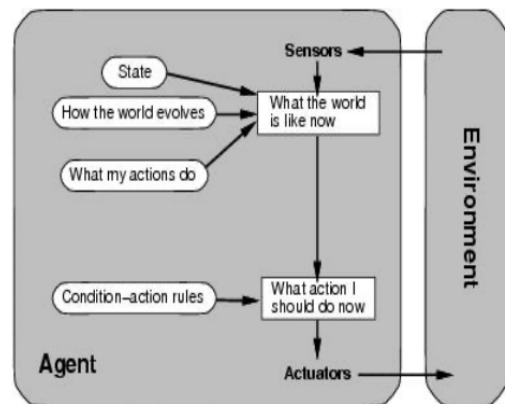 Sensors
State
What the world
is like now
How the world evolves
What my actions do
Environment
Condition–action rules
What action I
should do now
Agent
Actuators